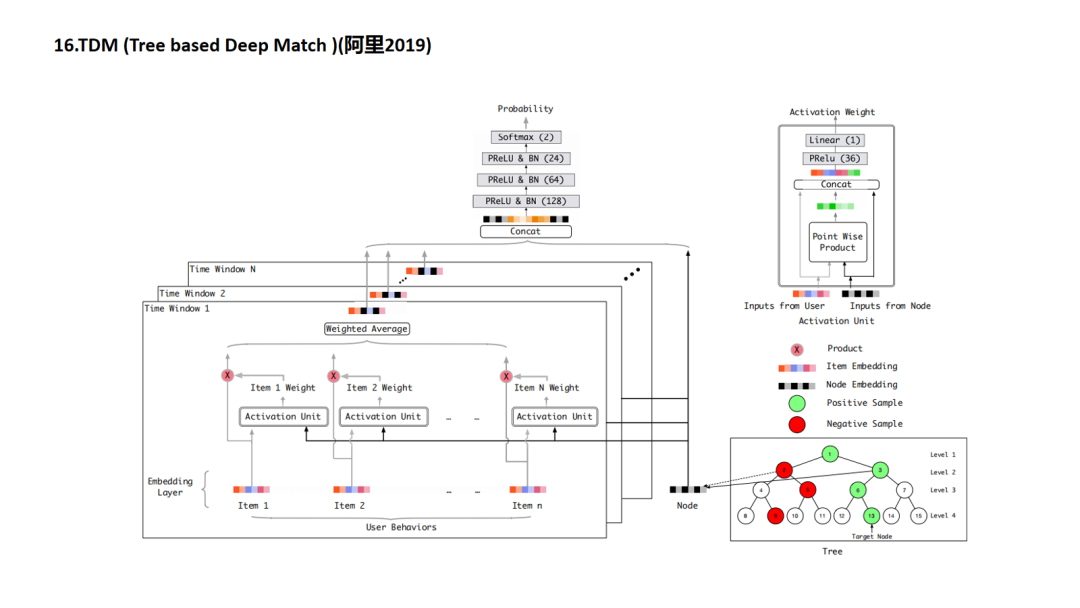 16.TDM (Tree based Deep Match )(阿里2019)
Probability
Softmax (2)
PReLU & BN (24)
PReLU & BN (64)
PReLU & BN (128)
Concat
Time Window N
Time Window 2
Time Window 1
Weighted Average
X
X
X
Item 1 Weight
Item 2 Weight
Item N Weight
Activation Unit
Activation Unit
... ...
Activation Unit
Embedding
Layer
... ...
Item 1
Item 2
Item n
User Behaviors
Node
Activation Weight
Linear (1)
PRelu (36)
Concat
Point Wise
Product
Inputs from User
Inputs from Node
Activation Unit
X
Product
Item Embedding
Node Embedding
Positive Sample
Negative Sample
1
Level 1
2
3
Level 2
4
5
6
7
Level 3
8
9
10
11
12
13
14
15
Level 4
Target Node
Tree